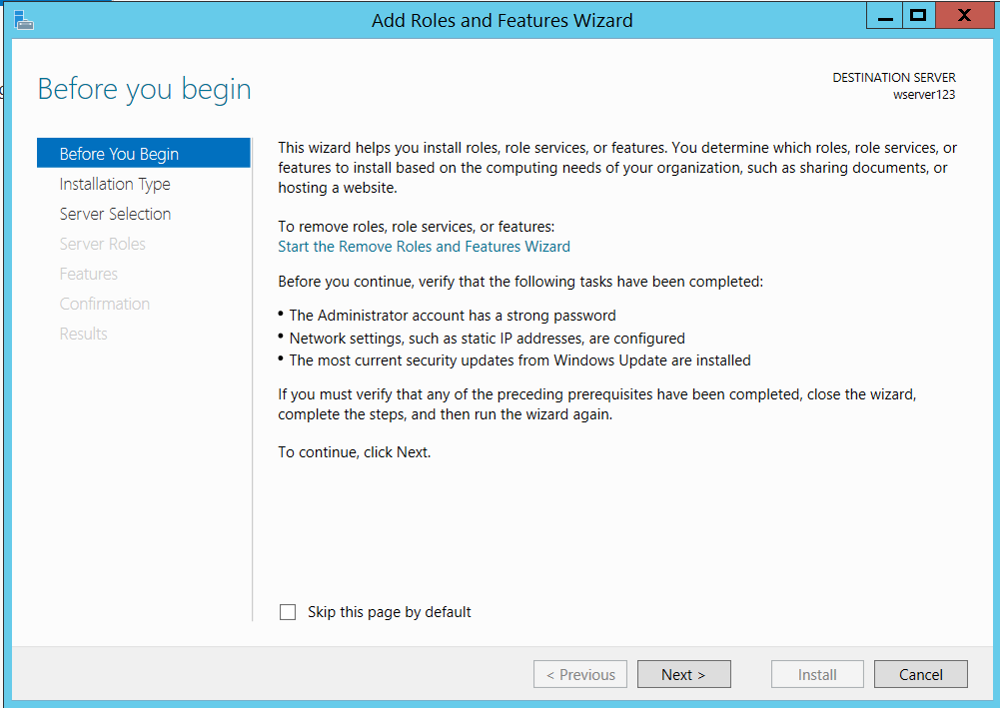 Add Roles and Features Wizard
X
Before you begin
DESTINATION SERVER
wserver123
Before You Begin
Installation Type
Server Selection
Server Roles
Features
Confirmation
Results
This wizard helps you install roles, role services, or features. You determine which roles, role services, or
features to install based on the computing needs of your organization, such as sharing documents, or
hosting a website.
To remove roles, role services, or features:
Start the Remove Roles and Features Wizard
Before you continue, verify that the following tasks have been completed:
• The Administrator account has a strong password
• Network settings, such as static IP addresses, are configured
• The most current security updates from Windows Update are installed
If you must verify that any of the preceding prerequisites have been completed, close the wizard,
complete the steps, and then run the wizard again.
To continue, click Next.
Skip this page by default
< Previous
Next >
Install
Cancel